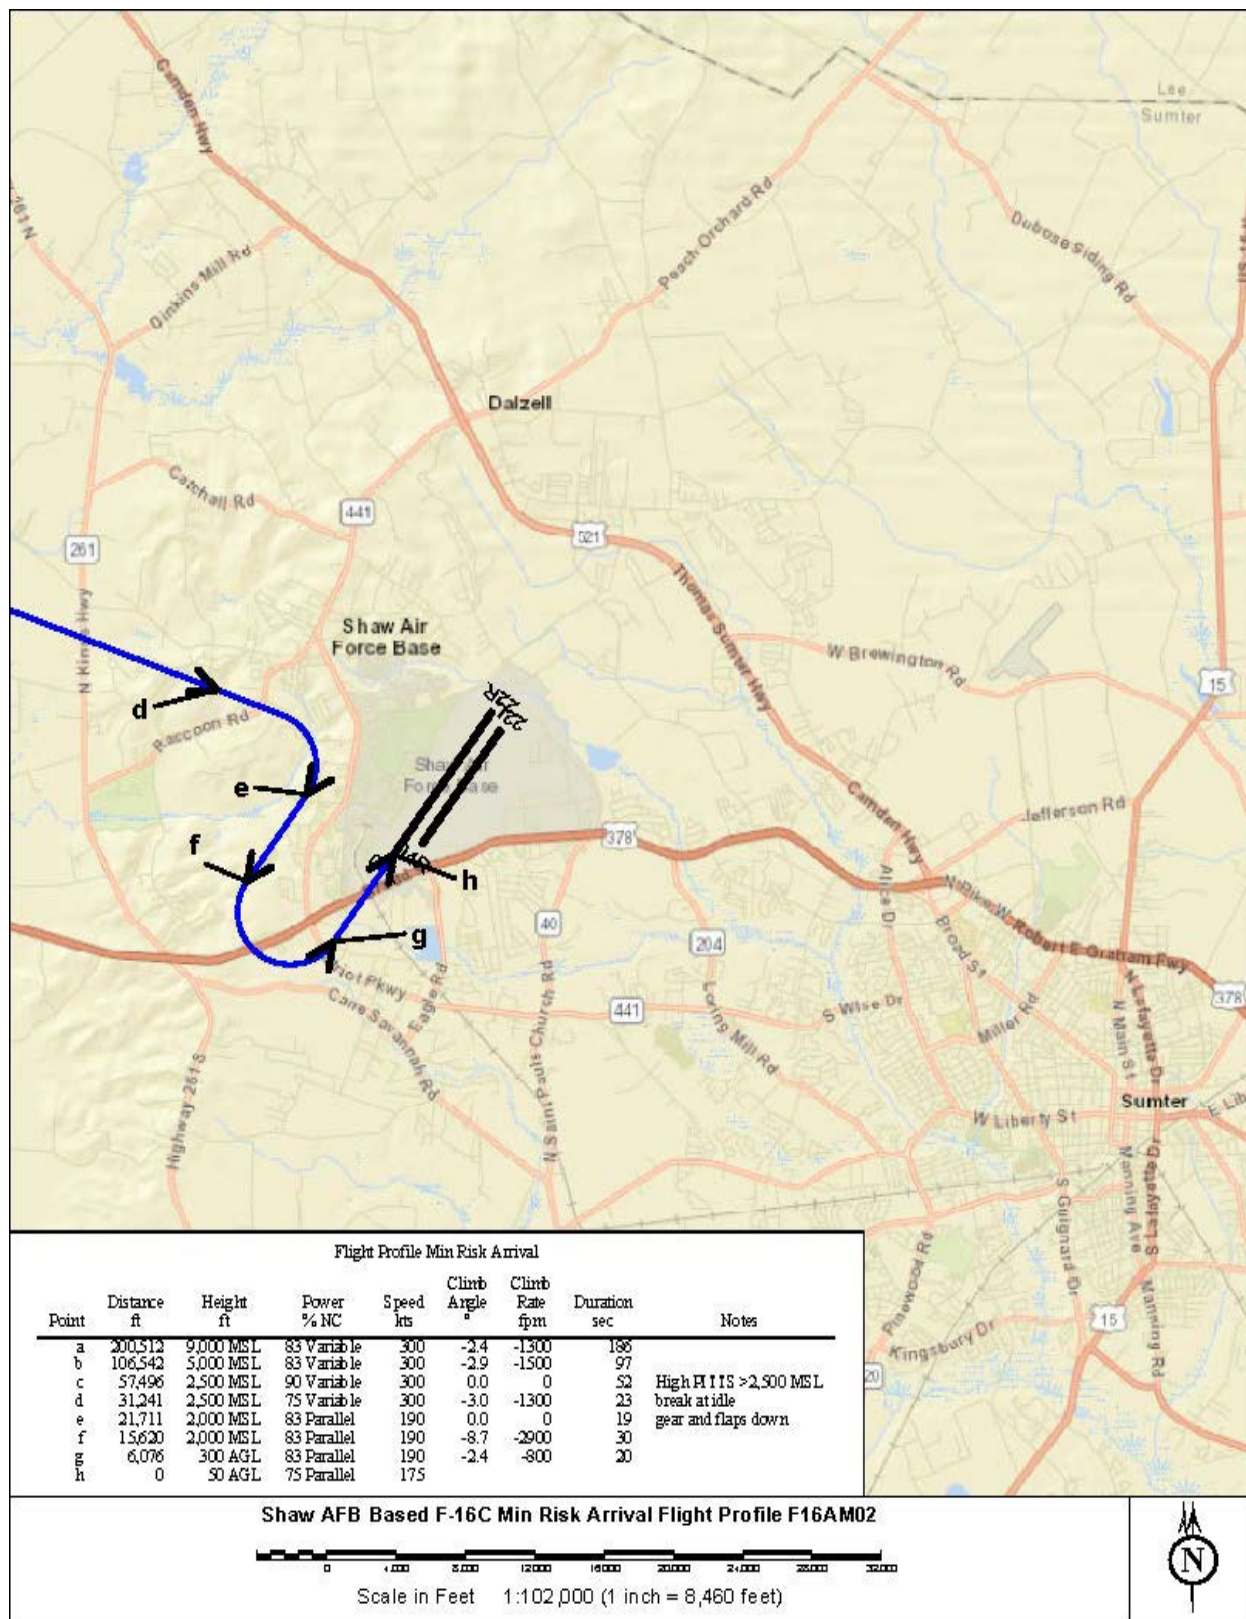 Camden Hwy
Lee
Sumter
261 N
Peach Orchard Rd
Dubose Siding Rd
Dinkins Mill Rd
Dalzell
Catchall Rd
441
521
261
N Kings Hwy
Thomas Sumter Hwy
Shaw Air
Force Base
W Brewington Rd
15
d
Raccoon Rd
22R
22L
Shaw Air
Force Base
e
Camden Hwy
Jefferson Rd
f
378
h
Alice Dr
N Pike W
Robert E Graham Fwy
40
g
204
Broad St
378
Carre Savannah Rd
Eagle Rd
441
S Wise Dr
Miller Rd
N Main St
N Lafayette Dr
Loring Mill Rd
N Saint Pauls Church Rd
Highway 261 S
W Liberty St
Sumter
S Guignard Dr
Manning Ave
S Lafayette Dr
Pinewood Rd
Manning Rd
15
Kingsbury Dr
20
Flight Profile Min Risk Arrival
Point Distance ft Height ft Power % NC Speed kts Climb Angle ° Climb Rate fpm Duration sec Notes
a 200,512 9,000 MSL 83 Variable 300 -2.4 -1300 186
b 106,542 5,000 MSL 83 Variable 300 -2.9 -1500 97
c 57,496 2,500 MSL 90 Variable 300 0.0 0 52 High PITTS >2,500 MSL
d 31,241 2,500 MSL 75 Variable 300 -3.0 -1300 23 break at idle
e 21,711 2,000 MSL 83 Parallel 190 0.0 0 19 gear and flaps down
f 15,620 2,000 MSL 83 Parallel 190 -8.7 -2900 30
g 6,076 300 AGL 83 Parallel 190 -2.4 -800 20
h 0 50 AGL 75 Parallel 175
Shaw AFB Based F-16C Min Risk Arrival Flight Profile F16AM02
0 4,000 8,000 12,000 16,000 20,000 24,000 28,000 32,000
Scale in Feet 1:102,000 (1 inch = 8,460 feet)
N